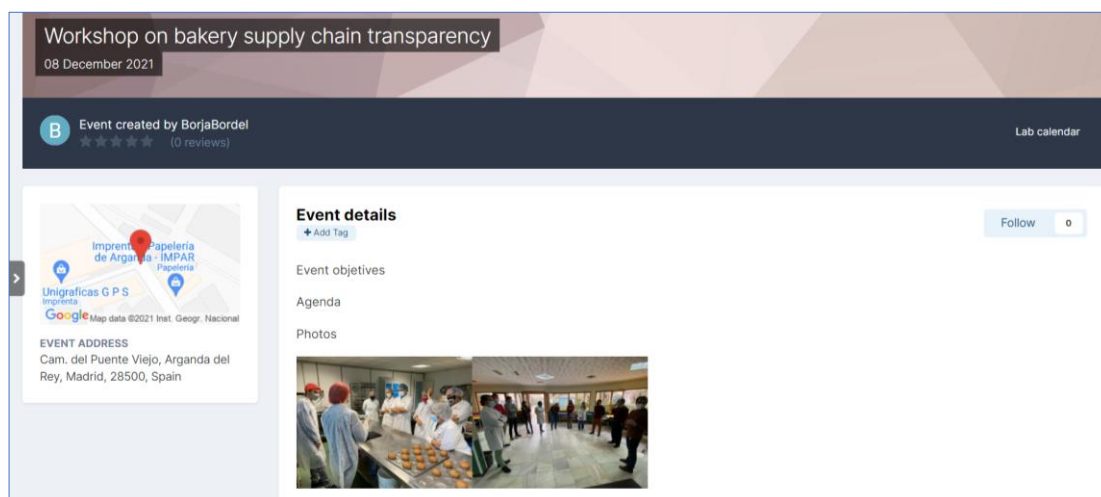 Workshop on bakery supply chain transparency
08 December 2021
B
Event created by BorjaBordel
(0 reviews)
Lab calendar
Imprenta Papelería
de Arganda - IMPAR
Papelería
Unigraficas G P S
Imprenta
Google
Map data ©2021 Inst. Geogr. Nacional
EVENT ADDRESS
Cam. del Puente Viejo, Arganda del
Rey, Madrid, 28500, Spain
Event details
+ Add Tag
Follow 0
Event objetives
Agenda
Photos